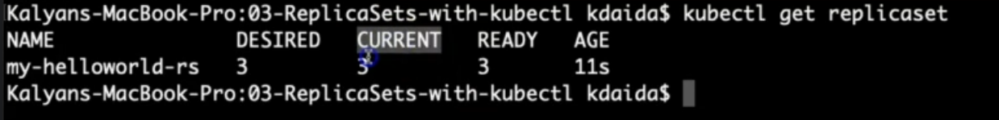 Kalyans-MacBook-Pro:03-ReplicaSets-with-kubectl kdaida$ kubectl get replicaset
NAME DESIRED CURRENT READY AGE
my-helloworld-rs 3 3 3 11s
Kalyans-MacBook-Pro:03-ReplicaSets-with-kubectl kdaida$